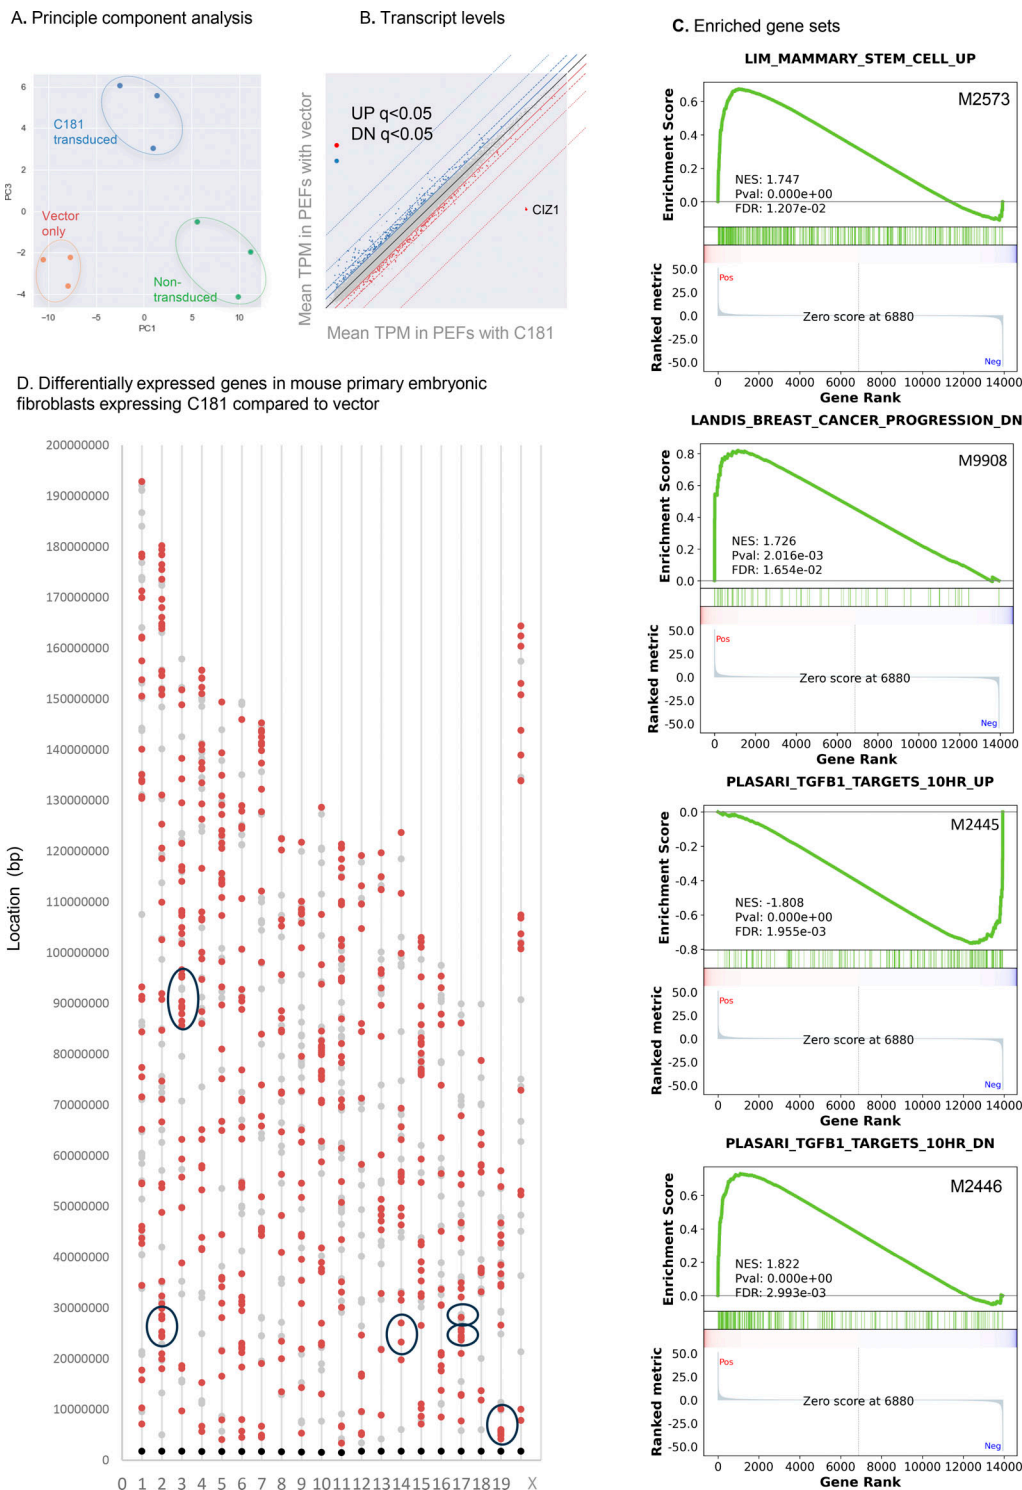 A. Principle component analysis
6
4
2
0
−2
−4
PC3
−10
−5
0
5
10
PC1
C181
transduced
Vector
only
Non-
transduced
B. Transcript levels
UP q<0.05
DN q<0.05
CIZ1
Mean TPM in PEFs with vector
Mean TPM in PEFs with C181
C. Enriched gene sets
LIM_MAMMARY_STEM_CELL_UP
M2573
Enrichment Score
0.6
0.4
0.2
0.0
NES: 1.747
Pval: 0.000e+00
FDR: 1.207e-02
Ranked metric
50.0
25.0
0.0
-25.0
-50.0
Pos
Zero score at 6880
Neg
0 2000 4000 6000 8000 10000 12000 14000
Gene Rank
LANDIS_BREAST_CANCER_PROGRESSION_DN
M9908
Enrichment Score
0.8
0.6
0.4
0.2
0.0
NES: 1.726
Pval: 2.016e-03
FDR: 1.654e-02
Ranked metric
50.0
25.0
0.0
-25.0
-50.0
Pos
Zero score at 6880
Neg
0 2000 4000 6000 8000 10000 12000 14000
Gene Rank
PLASARI_TGFB1_TARGETS_10HR_UP
M2445
Enrichment Score
0.0
-0.2
-0.4
-0.6
-0.8
NES: -1.808
Pval: 0.000e+00
FDR: 1.955e-03
Ranked metric
50.0
25.0
0.0
-25.0
-50.0
Pos
Zero score at 6880
Neg
0 2000 4000 6000 8000 10000 12000 14000
Gene Rank
PLASARI_TGFB1_TARGETS_10HR_DN
M2446
Enrichment Score
0.6
0.4
0.2
0.0
NES: 1.822
Pval: 0.000e+00
FDR: 2.993e-03
Ranked metric
50.0
25.0
0.0
-25.0
-50.0
Pos
Zero score at 6880
Neg
0 2000 4000 6000 8000 10000 12000 14000
Gene Rank
D. Differentially expressed genes in mouse primary embryonic
fibroblasts expressing C181 compared to vector
Location (bp)
200000000
190000000
180000000
170000000
160000000
150000000
140000000
130000000
120000000
110000000
100000000
90000000
80000000
70000000
60000000
50000000
40000000
30000000
20000000
10000000
0
0 1 2 3 4 5 6 7 8 9 10 11 12 13 14 15 16 17 18 19 X